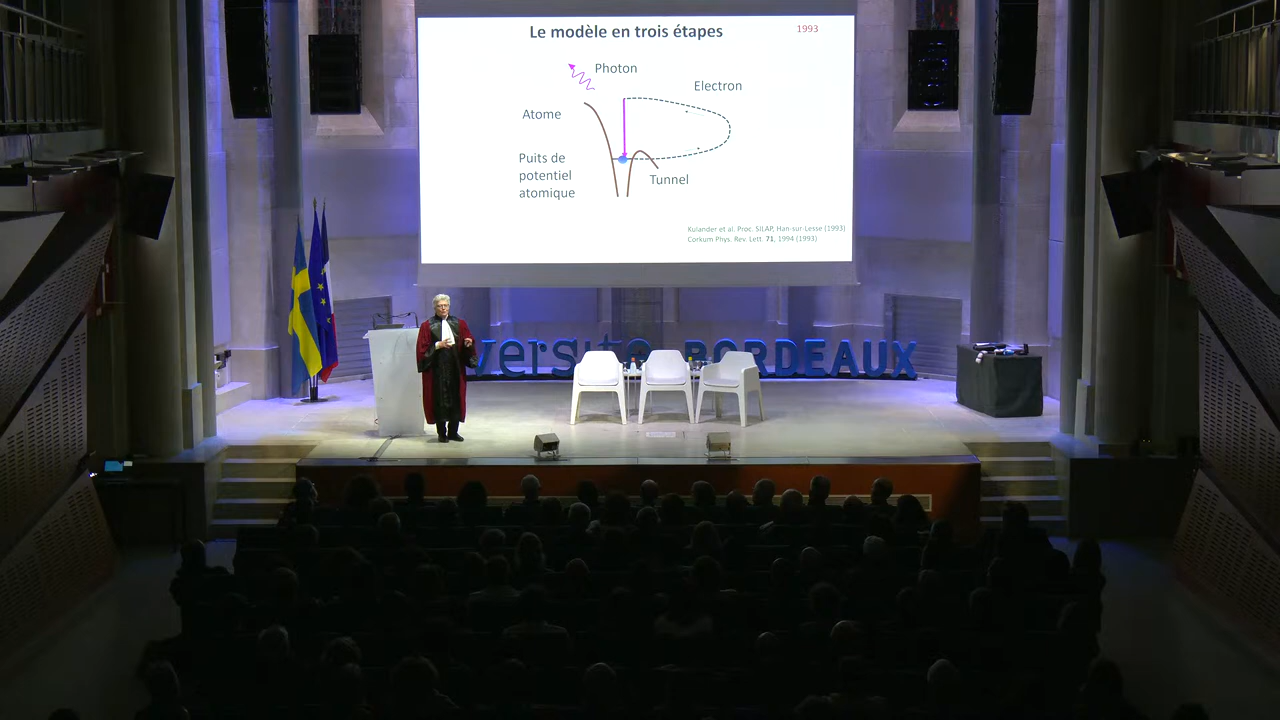 Le modèle en trois étapes
1993
Photon
Electron
Atome
Puits de
potentiel
atomique
Tunnel
Kulander et al. Proc. SILAP, Han-sur-Lesse (1993)
Corkum Phys. Rev. Lett. 71, 1994 (1993)
versité BORDEAUX